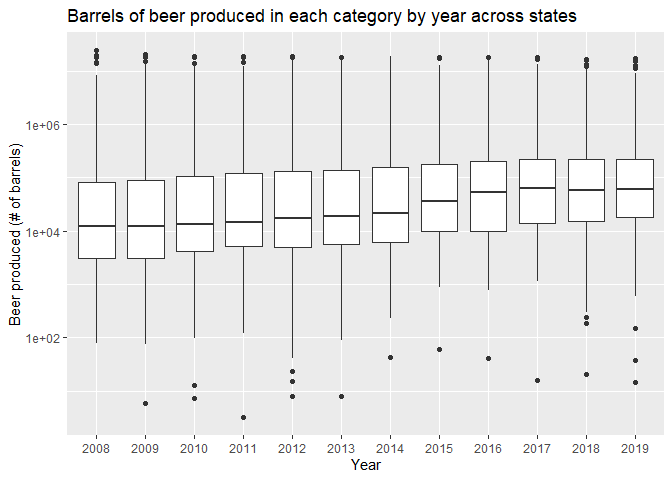 Barrels of beer produced in each category by year across states
Beer produced (# of barrels)
1e+06
1e+04
1e+02
2008 2009 2010 2011 2012 2013 2014 2015 2016 2017 2018 2019
Year